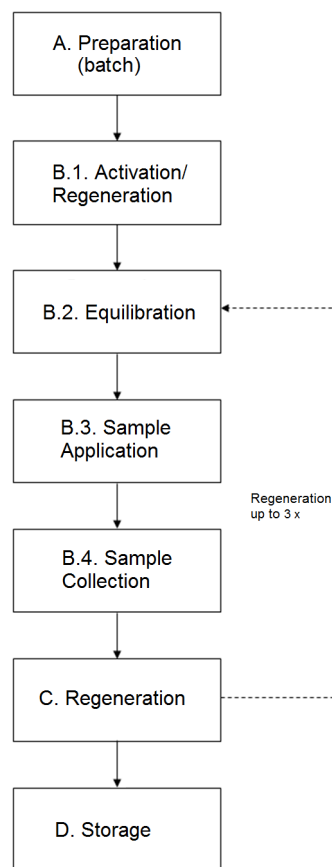 A. Preparation
(batch)
B.1. Activation/
Regeneration
B.2. Equilibration
B.3. Sample
Application
Regeneration
up to 3 x
B.4. Sample
Collection
C. Regeneration
D. Storage